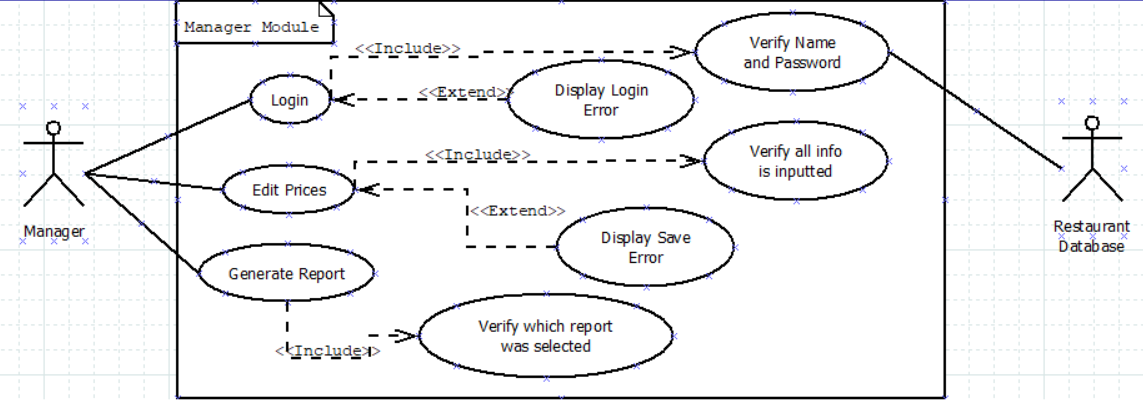 Manager Module
<<Include>>
Verify Name
and Password
Login
<<Extend>>
Display Login
Error
<<Include>>
Verify all info
is inputted
Edit Prices
<<Extend>>
Display Save
Error
Manager
Restaurant
Database
Generate Report
<<Include>>
Verify which report
was selected